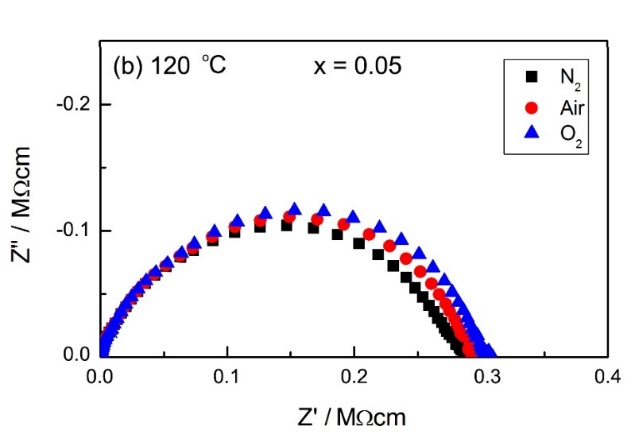 (b) 120 °C
x = 0.05
N₂
Air
O₂
-0.2
-0.1
0.0
Z'' / MΩcm
0.0
0.1
0.2
0.3
0.4
Z' / MΩcm